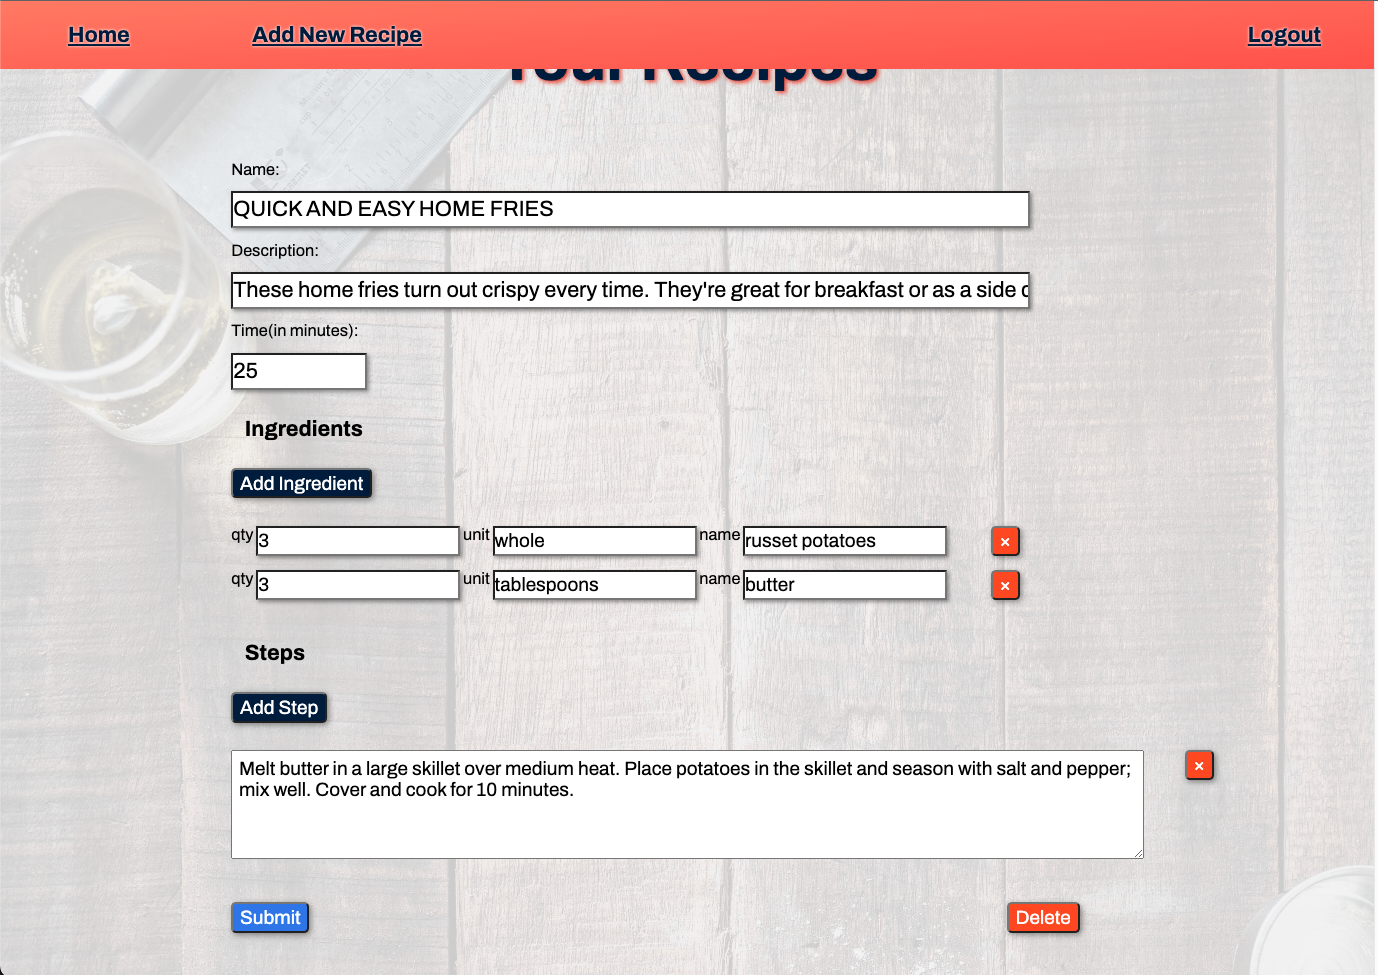 Home Add New Recipe Logout
Your Recipes
Name:
QUICK AND EASY HOME FRIES
Description:
These home fries turn out crispy every time. They're great for breakfast or as a side
Time(in minutes):
25
Ingredients
Add Ingredient
qty 3 unit whole name russet potatoes ×
qty 3 unit tablespoons name butter ×
Steps
Add Step
Melt butter in a large skillet over medium heat. Place potatoes in the skillet and season with salt and pepper; ×
mix well. Cover and cook for 10 minutes.
Submit Delete